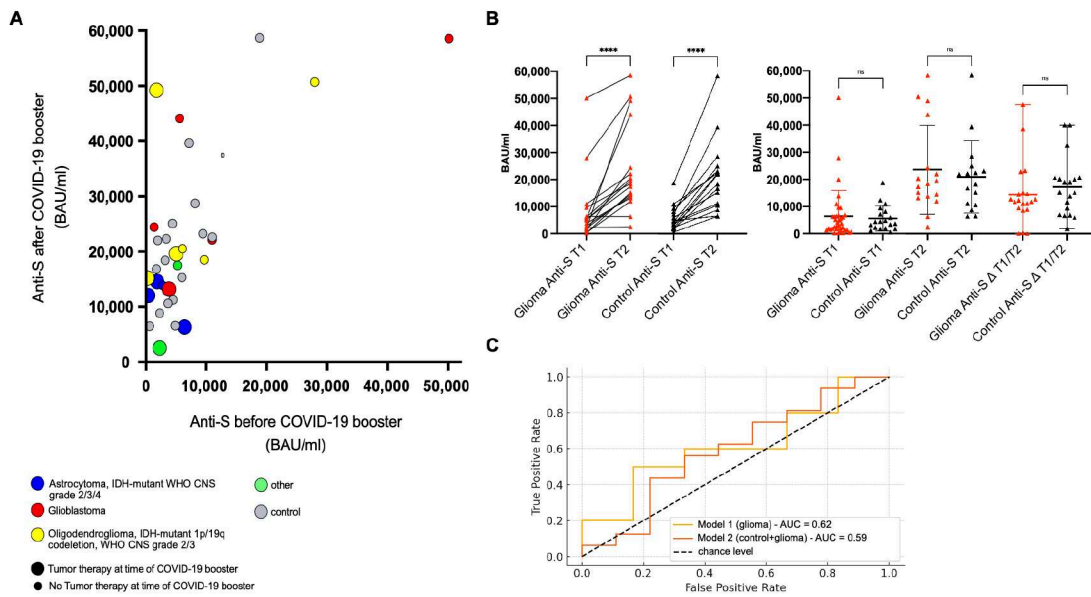 A
60,000
50,000
40,000
30,000
20,000
10,000
0
Anti-S after COVID-19 booster
(BAU/ml)
0
10,000
20,000
30,000
50,000
Anti-S before COVID-19 booster
(BAU/ml)
Astrocytoma, IDH-mutant WHO CNS
grade 2/3/4
Glioblastoma
Oligodendroglioma, IDH-mutant 1p/19q
codeletion, WHO CNS grade 2/3
Tumor therapy at time of COVID-19 booster
No Tumor therapy at time of COVID-19 booster
other
control
B
****
****
60,000
50,000
40,000
30,000
20,000
10,000
0
BAU/ml
Glioma Anti-S T1
Glioma Anti-S T2
Control Anti-S T1
Control Anti-S T2
ns
ns
ns
60,000
50,000
40,000
30,000
20,000
10,000
0
BAU/ml
Glioma Anti-S T1
Control Anti-S T1
Glioma Anti-S T2
Control Anti-S T2
Glioma Anti-S Δ T1/T2
Control Anti-S Δ T1/T2
C
1.0
0.8
0.6
0.4
0.2
0.0
True Positive Rate
Model 1 (glioma) - AUC = 0.62
Model 2 (control+glioma) - AUC = 0.59
chance level
0.0
0.2
0.4
0.6
0.8
1.0
False Positive Rate